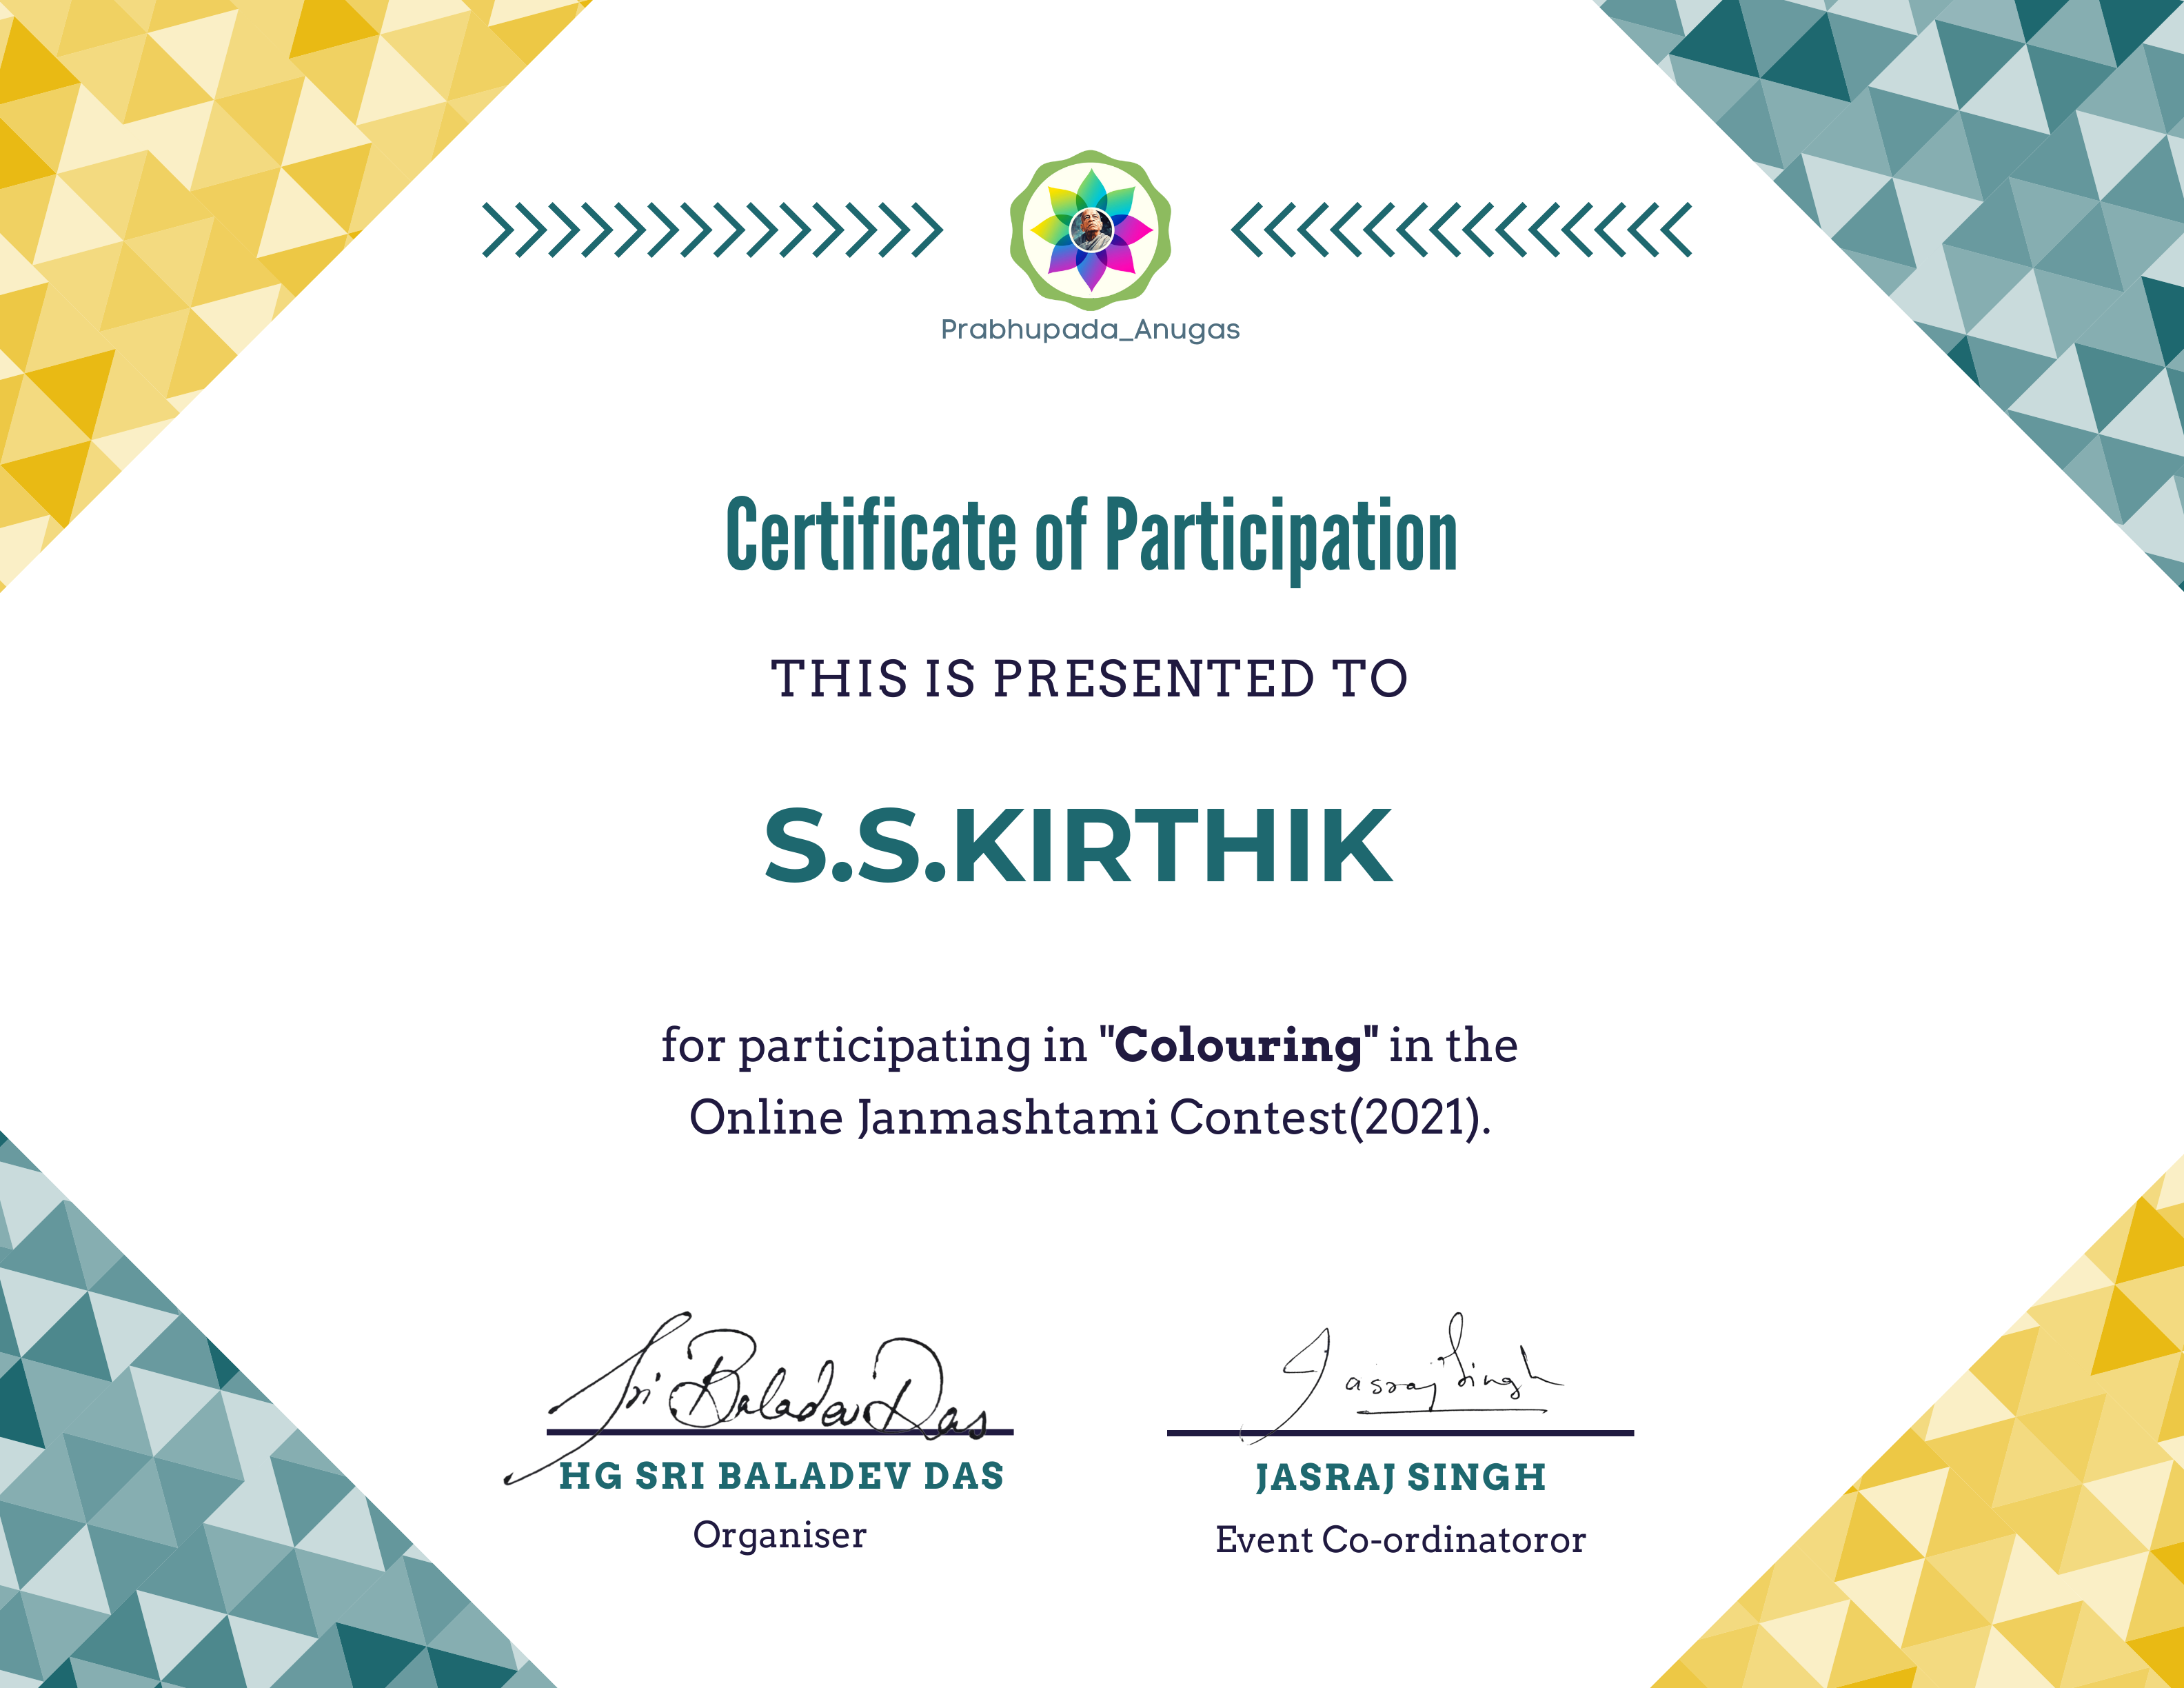 Prabhupada_Anugas
Certificate of Participation
THIS IS PRESENTED TO
S.S.KIRTHIK
for participating in "Colouring" in the
Online Janmashtami Contest(2021).
Sri Baladev Das
Jasraj Singh
HG SRI BALADEV DAS
JASRAJ SINGH
Organiser
Event Co-ordinatoror